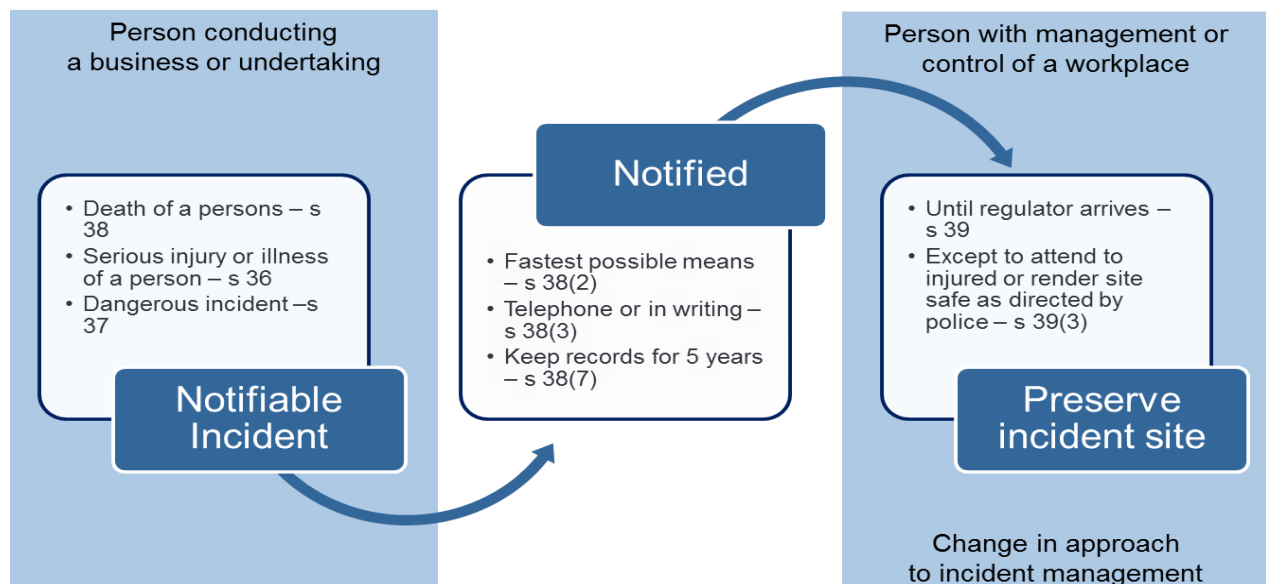 Person conducting
a business or undertaking
• Death of a persons – s
38
• Serious injury or illness
of a person – s 36
• Dangerous incident –s
37
Notifiable
Incident
Notified
• Fastest possible means
– s 38(2)
• Telephone or in writing –
s 38(3)
• Keep records for 5 years
– s 38(7)
Person with management or
control of a workplace
• Until regulator arrives –
s 39
• Except to attend to
injured or render site
safe as directed by
police – s 39(3)
Preserve
incident site
Change in approach
to incident management